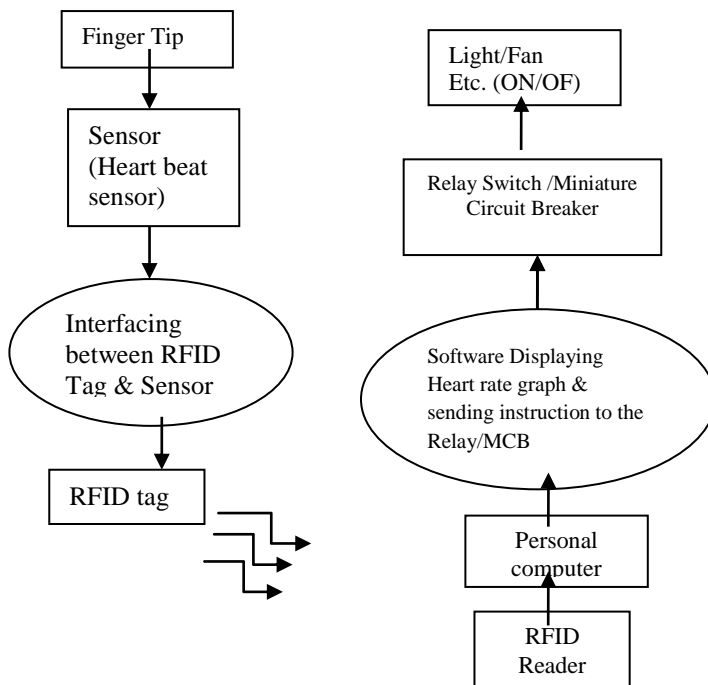 Finger Tip
Sensor
(Heart beat
sensor)
Interfacing
between RFID
Tag & Sensor
RFID tag
Light/Fan
Etc. (ON/OF)
Relay Switch /Miniature
Circuit Breaker
Software Displaying
Heart rate graph &
sending instruction to the
Relay/MCB
Personal
computer
RFID
Reader